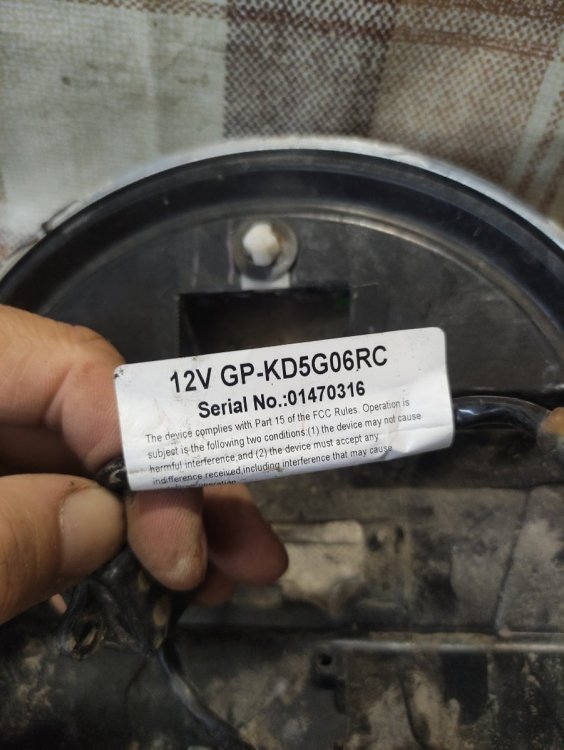 12V GP-KD5G06RC
Serial No.:01470316
The device complies with Part 15 of the FCC Rules. Operation is
subject is the following two conditions:(1) the device may not cause
harmful interference,and (2) the device must accept any
indifference received,including interference that may cause
operation